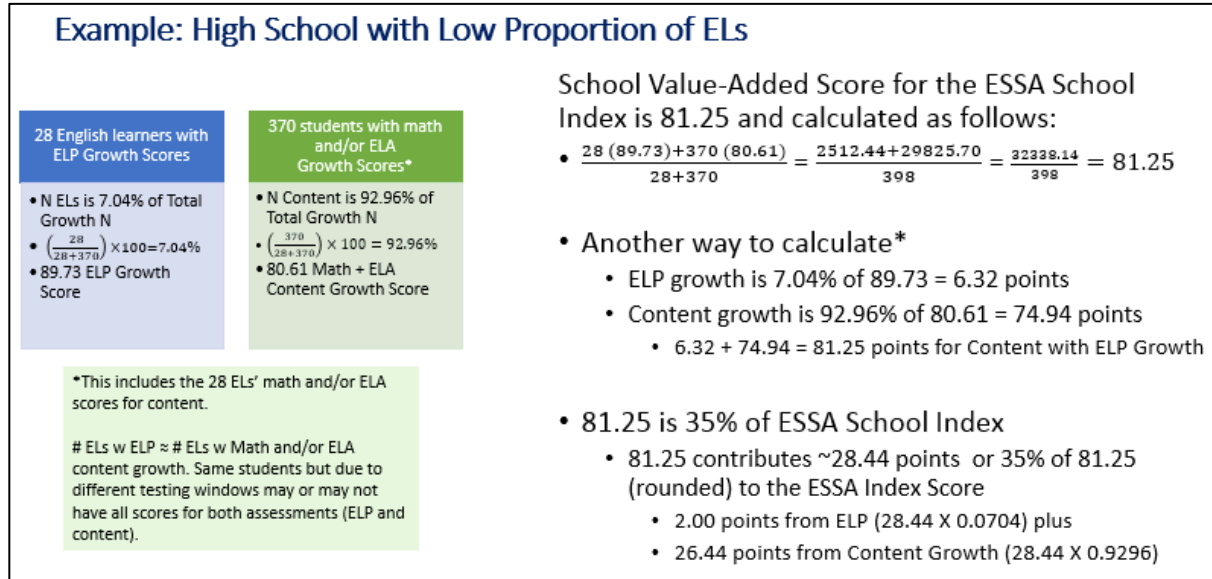 Example: High School with Low Proportion of ELs
28 English learners with
ELP Growth Scores
• N ELs is 7.04% of Total
Growth N
• (28/28+370) ×100=7.04%
• 89.73 ELP Growth
Score
370 students with math
and/or ELA
Growth Scores*
• N Content is 92.96% of
Total Growth N
• (370/28+370) × 100 = 92.96%
• 80.61 Math + ELA
Content Growth Score
*This includes the 28 ELs’ math and/or ELA
scores for content.
# ELs w ELP ≈ # ELs w Math and/or ELA
content growth. Same students but due to
different testing windows may or may not
have all scores for both assessments (ELP and
content).
School Value-Added Score for the ESSA School
Index is 81.25 and calculated as follows:
• 28 (89.73)+370 (80.61)/28+370 = 2512.44+29825.70/398 = 32338.14/398 = 81.25
• Another way to calculate*
• ELP growth is 7.04% of 89.73 = 6.32 points
• Content growth is 92.96% of 80.61 = 74.94 points
• 6.32 + 74.94 = 81.25 points for Content with ELP Growth
• 81.25 is 35% of ESSA School Index
• 81.25 contributes ~28.44 points or 35% of 81.25
(rounded) to the ESSA Index Score
• 2.00 points from ELP (28.44 X 0.0704) plus
• 26.44 points from Content Growth (28.44 X 0.9296)